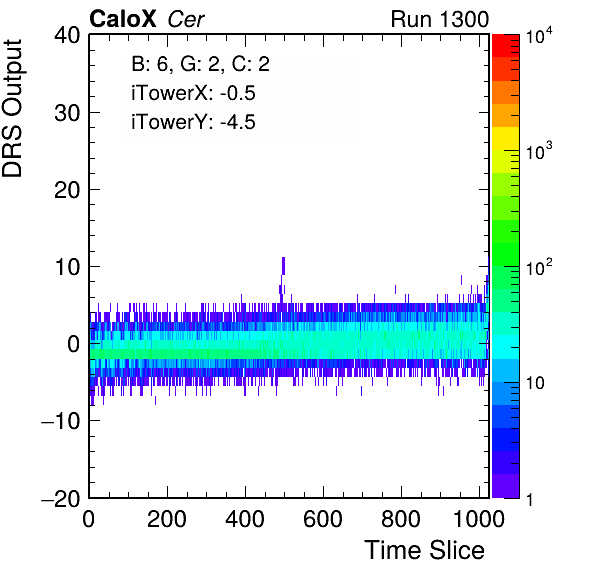 CaloX Cer Run 1300
DRS Output
B: 6, G: 2, C: 2
iTowerX: -0.5
iTowerY: -4.5
40
30
20
10
0
−10
−20
0 200 400 600 800 1000
Time Slice
10^4
10^3
10^2
10
1